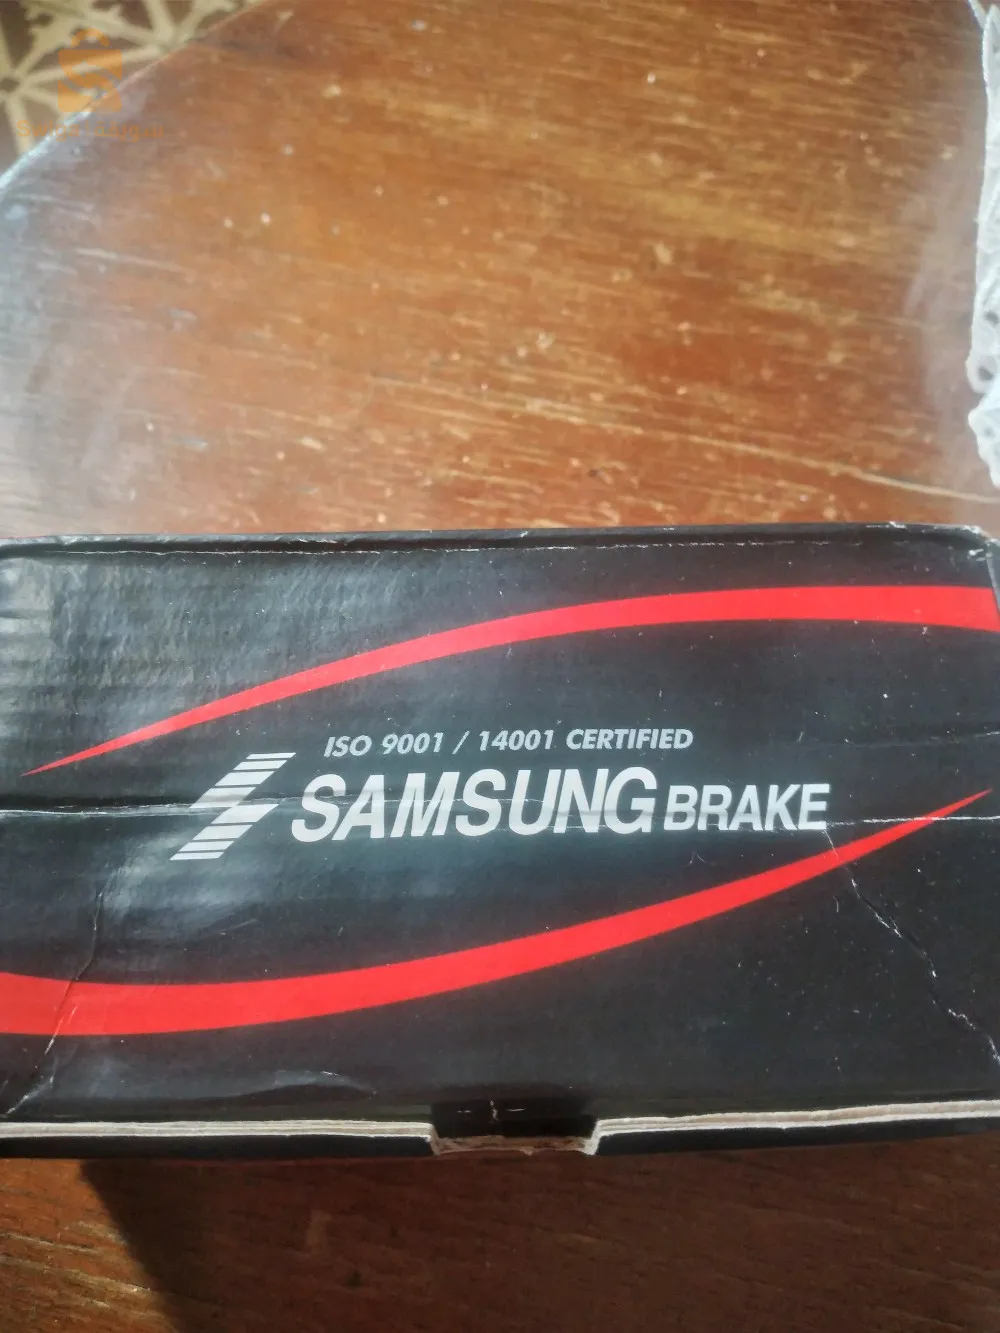 ISO 9001 / 14001 CERTIFIED
SAMSUNG BRAKE